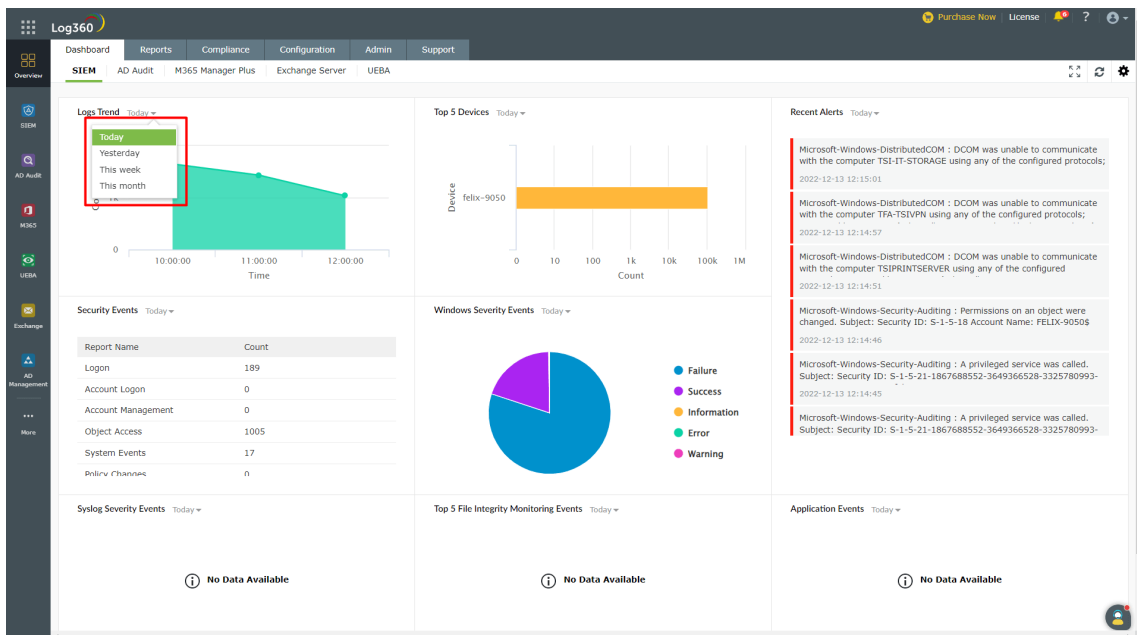 Log360
Purchase Now
License
6
?
Dashboard
Reports
Compliance
Configuration
Admin
Support
Overview
SIEM
AD Audit
M365 Manager Plus
Exchange Server
UEBA
SIEM
AD Audit
M365
UEBA
Exchange
AD
Management
More
Logs Trend Today
Today
Yesterday
This week
This month
1k
0
10:00:00
11:00:00
12:00:00
Time
Top 5 Devices Today
Device
felix-9050
0
10
100
1k
10k
100k
1M
Count
Recent Alerts Today
Microsoft-Windows-DistributedCOM : DCOM was unable to communicate
with the computer TSI-IT-STORAGE using any of the configured protocols;
2022-12-13 12:15:01
Microsoft-Windows-DistributedCOM : DCOM was unable to communicate
with the computer TFA-TSIVPN using any of the configured protocols;
2022-12-13 12:14:57
Microsoft-Windows-DistributedCOM : DCOM was unable to communicate
with the computer TSIPRINTSERVER using any of the configured
2022-12-13 12:14:51
Microsoft-Windows-Security-Auditing : Permissions on an object were
changed. Subject: Security ID: S-1-5-18 Account Name: FELIX-9050$
2022-12-13 12:14:46
Microsoft-Windows-Security-Auditing : A privileged service was called.
Subject: Security ID: S-1-5-21-1867688552-3649366528-3325780993-
2022-12-13 12:14:45
Microsoft-Windows-Security-Auditing : A privileged service was called.
Subject: Security ID: S-1-5-21-1867688552-3649366528-3325780993-
Security Events Today
Report Name Count
Logon 189
Account Logon 0
Account Management 0
Object Access 1005
System Events 17
Policy Changes 0
Windows Severity Events Today
Failure
Success
Information
Error
Warning
Syslog Severity Events Today
No Data Available
Top 5 File Integrity Monitoring Events Today
No Data Available
Application Events Today
No Data Available